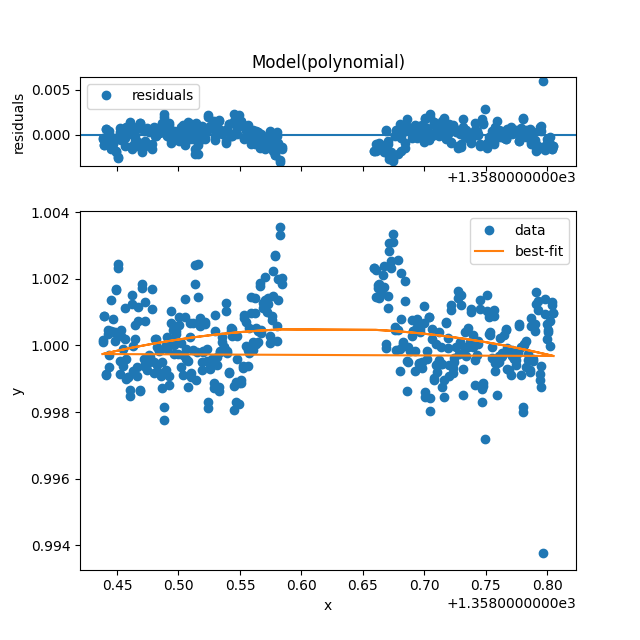 Model(polynomial)
residuals
0.005
0.000
residuals
+1.3580000000e3
1.004
1.002
1.000
0.998
0.996
0.994
y
data
best-fit
0.45 0.50 0.55 0.60 0.65 0.70 0.75 0.80
x
+1.3580000000e3